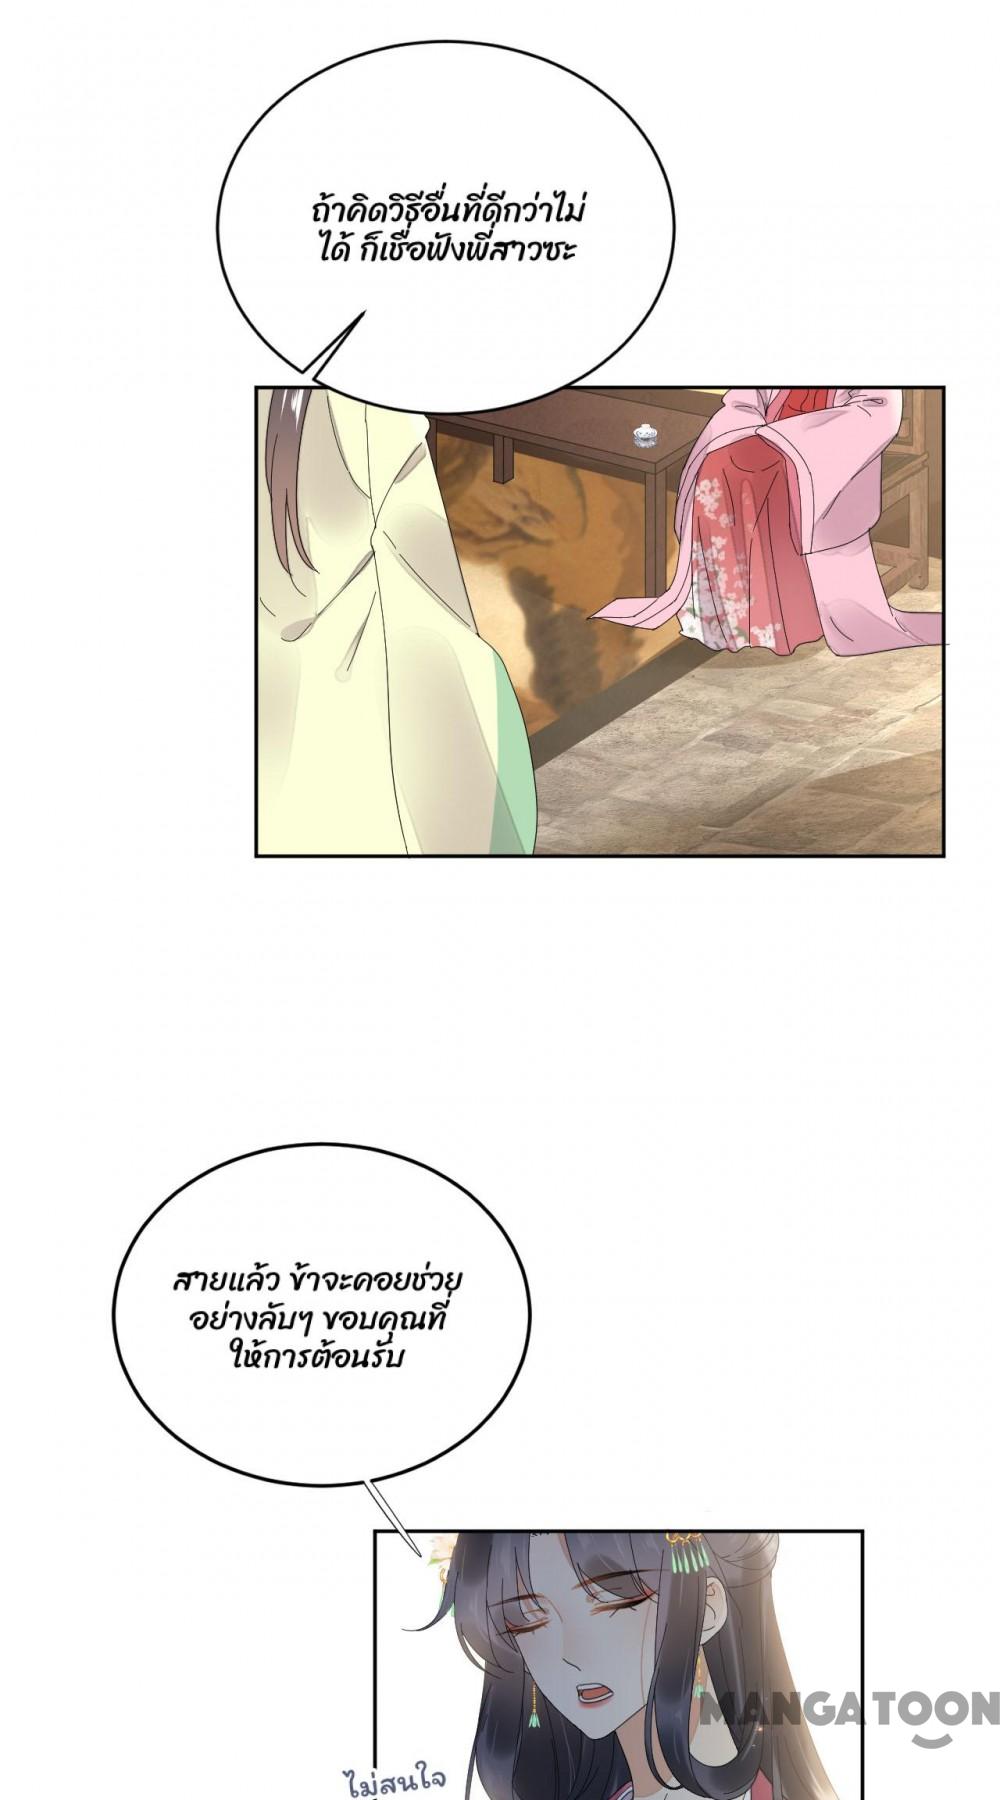 ถ้าคิดวิธีอื่นที่ดีกว่าไม่
ได้ ก็เชื่อฟังพี่สาวซะ
สายแล้ว ข้าจะคอยช่วย
อย่างลับๆ ขอบคุณที่
ให้การต้อนรับ
MANGATOON
ไม่สนใจ